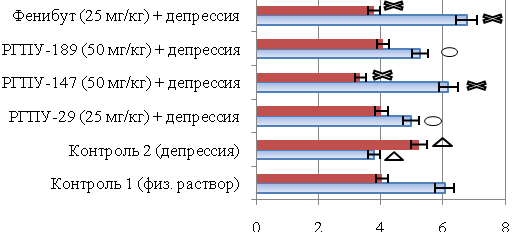 Фенибут (25 мг/кг) + депрессия
РГПУ-189 (50 мг/кг) + депрессия
РГПУ-147 (50 мг/кг) + депрессия
РГПУ-29 (25 мг/кг) + депрессия
Контроль 2 (депрессия)
Контроль 1 (физ. раствор)
0 2 4 6 8